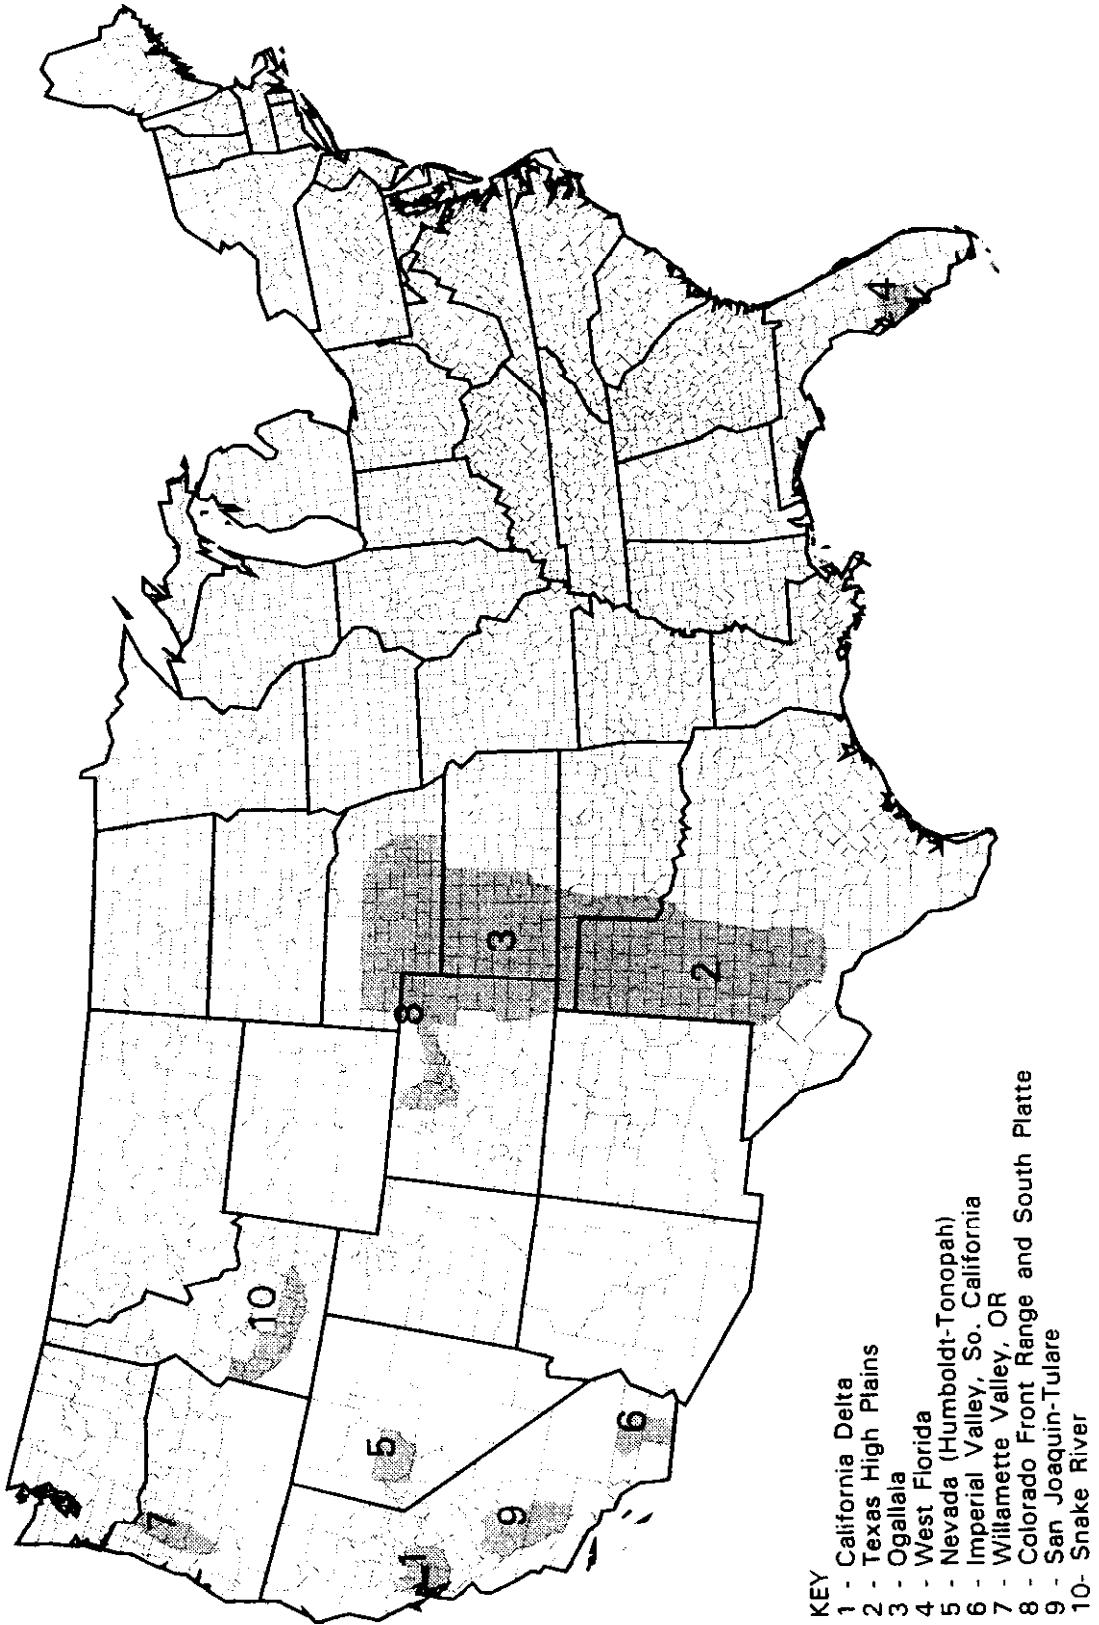 7
10
5
1
9
6
8
3
2
4
KEY
1 - California Delta
2 - Texas High Plains
3 - Ogallala
4 - West Florida
5 - Nevada (Humboldt-Tonopah)
6 - Imperial Valley, So. California
7 - Willamette Valley, OR
8 - Colorado Front Range and South Platte
9 - San Joaquin-Tulare
10- Snake River